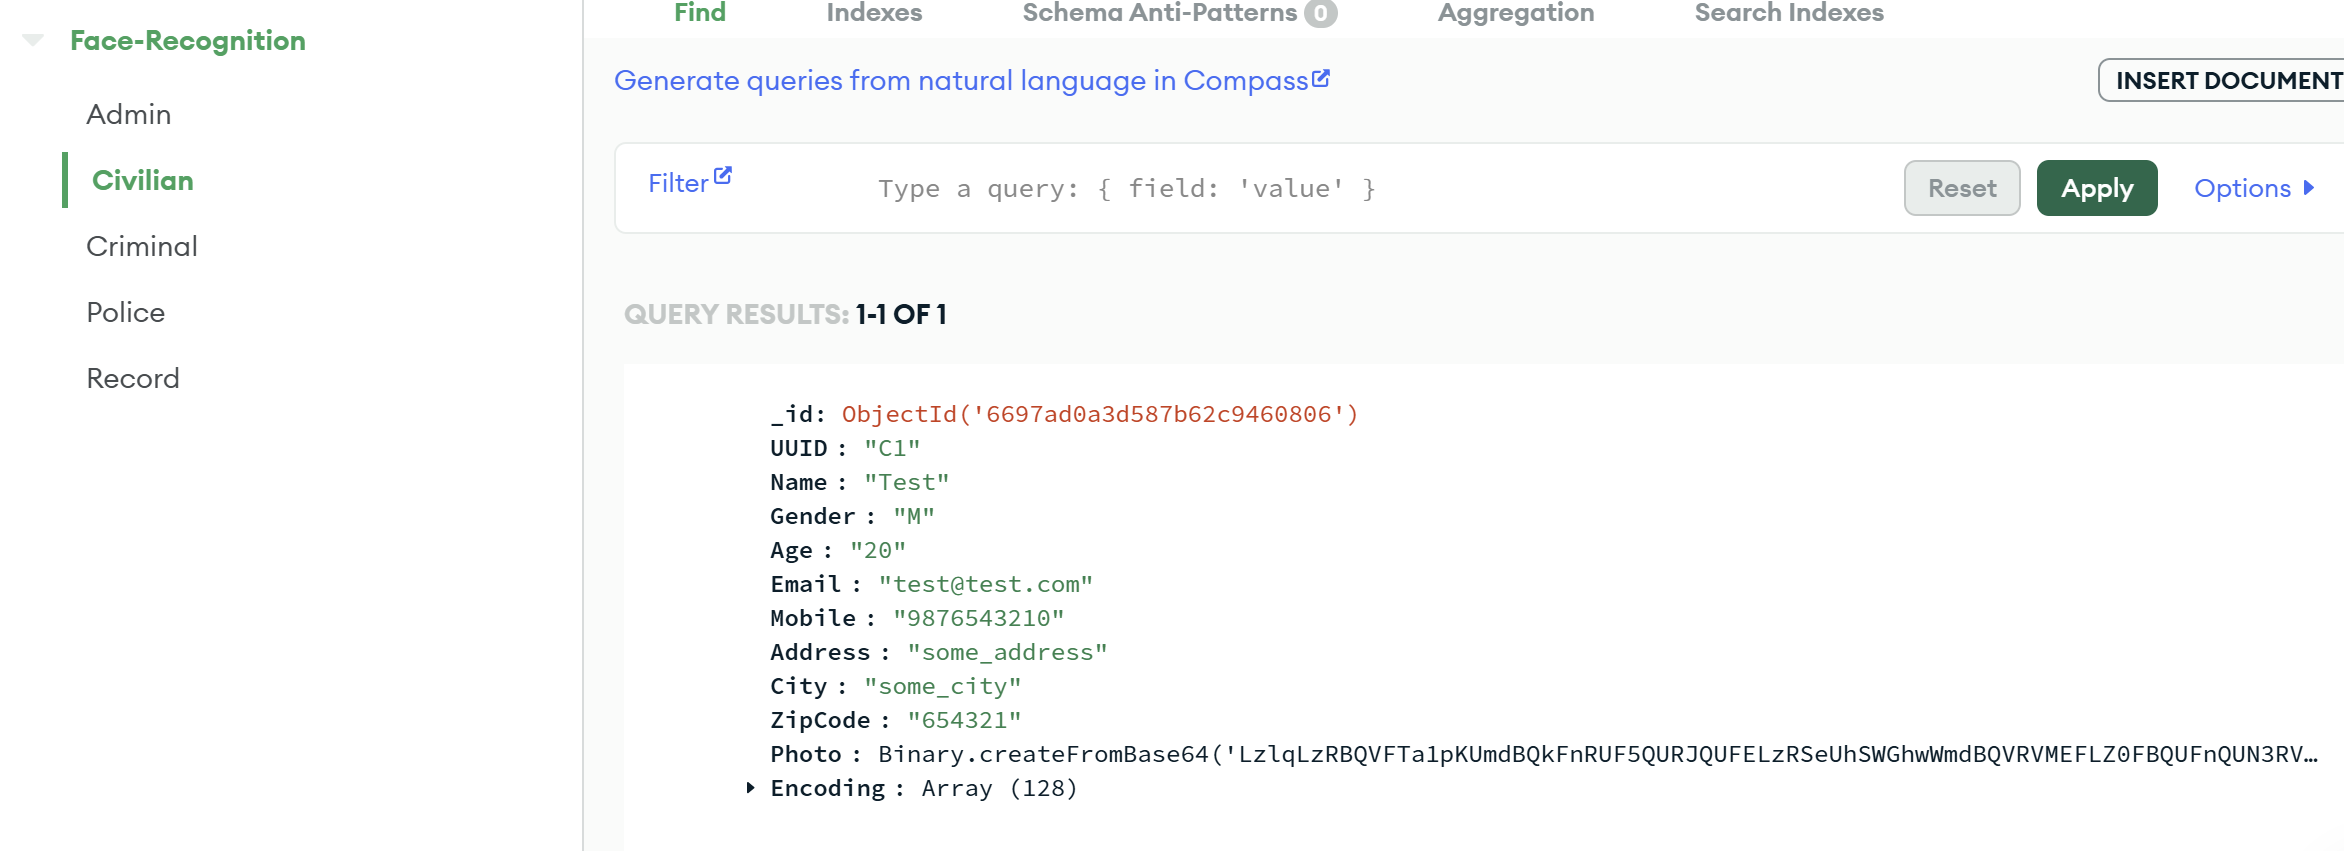 Face-Recognition
Admin
Civilian
Criminal
Police
Record
Find Indexes Schema Anti-Patterns 0 Aggregation Search Indexes
Generate queries from natural language in Compass
INSERT DOCUMENT
Filter Type a query: { field: 'value' } Reset Apply Options
QUERY RESULTS: 1-1 OF 1
_id: ObjectId('6697ad0a3d587b62c9460806')
UUID : "C1"
Name : "Test"
Gender : "M"
Age : "20"
Email : "test@test.com"
Mobile : "9876543210"
Address : "some_address"
City : "some_city"
ZipCode : "654321"
Photo : Binary.createFromBase64('LzlqLzRBQVFTa1pKUmdBQkFnRUF5QURJQUFELzRSeUhSWGhwWmdBQVRVMEFLZ0FBQUFnQUN3RV…
Encoding : Array (128)